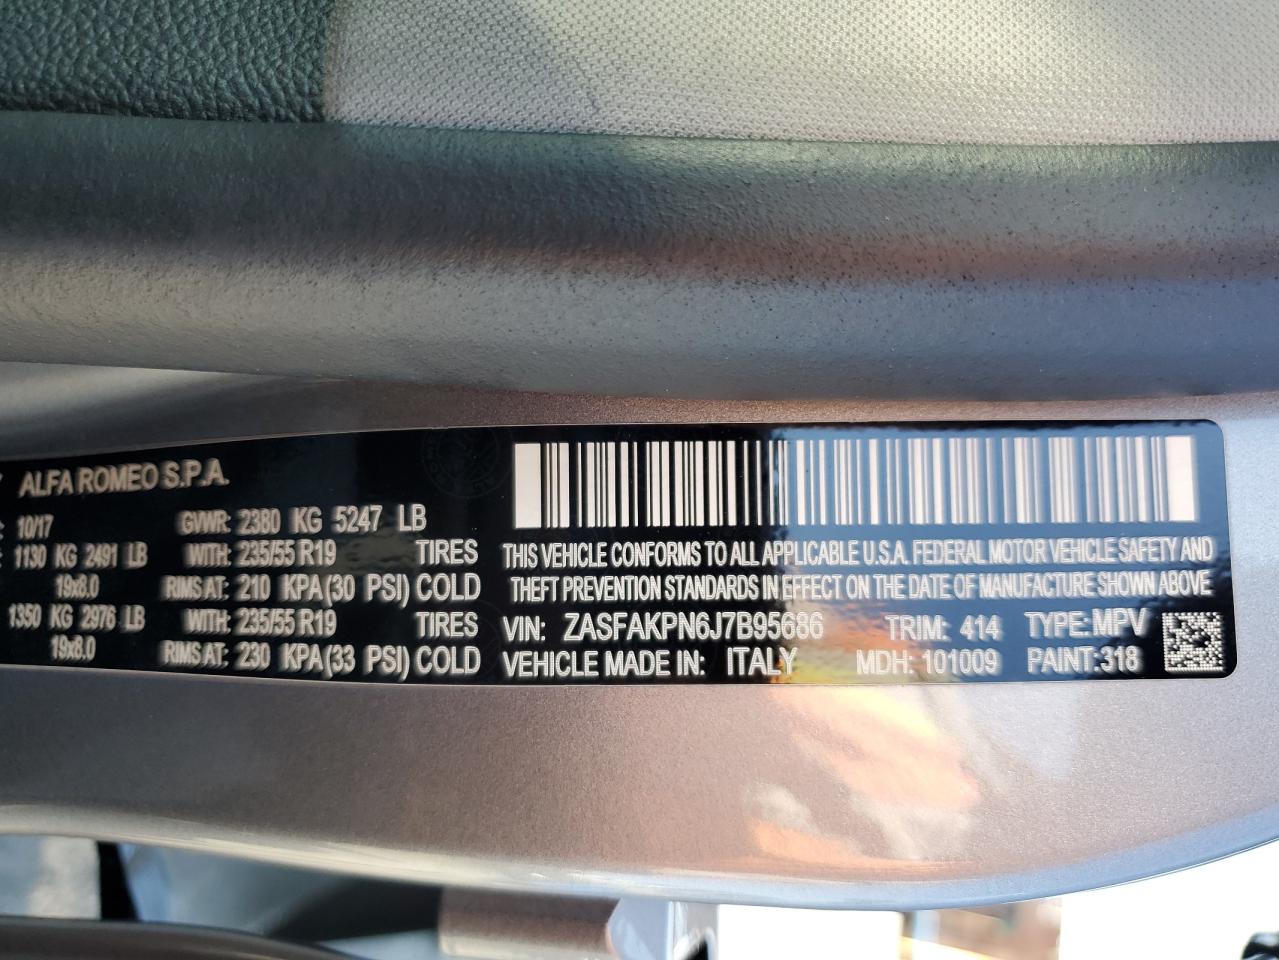 ALFA ROMEO S.P.A.
10/17 GVWR: 2380 KG 5247 LB
1130 KG 2491 LB WITH: 235/55 R19 TIRES
19x8.0 RIMS AT: 210 KPA(30 PSI) COLD
1350 KG 2976 LB WITH: 235/55 R19 TIRES
19x8.0 RIMS AT: 230 KPA(33 PSI) COLD
THIS VEHICLE CONFORMS TO ALL APPLICABLE U.S.A. FEDERAL MOTOR VEHICLE SAFETY AND
THEFT PREVENTION STANDARDS IN EFFECT ON THE DATE OF MANUFACTURE SHOWN ABOVE
VIN: ZASFAKPN6J7B95686 TRIM: 414 TYPE:MPV
VEHICLE MADE IN: ITALY MDH: 101009 PAINT:318